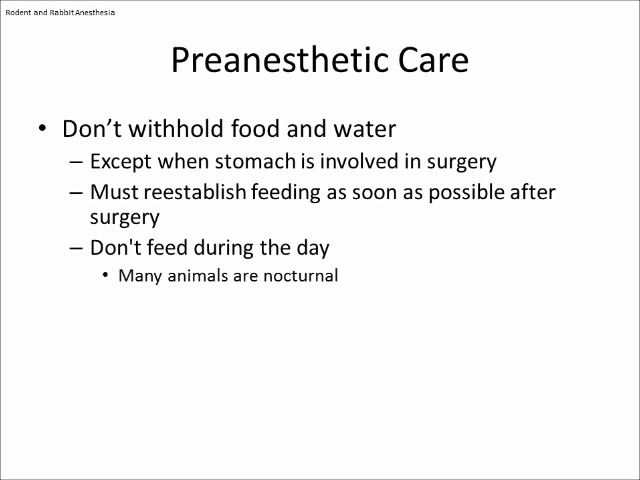 Rodent and Rabbit Anesthesia
Preanesthetic Care
• Don’t withhold food and water
– Except when stomach is involved in surgery
– Must reestablish feeding as soon as possible after
surgery
– Don't feed during the day
• Many animals are nocturnal